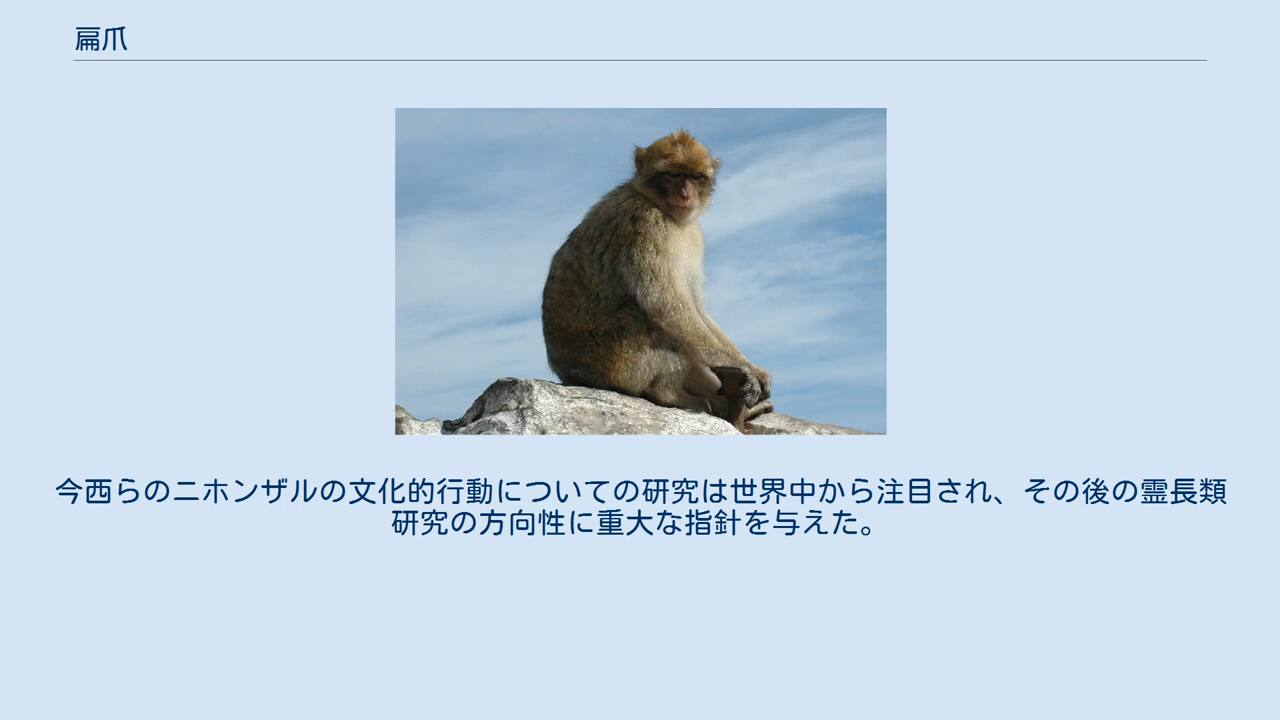 扁爪
今西らのニホンザルの文化的行動についての研究は世界中から注目され、その後の霊長類
研究の方向性に重大な指針を与えた。